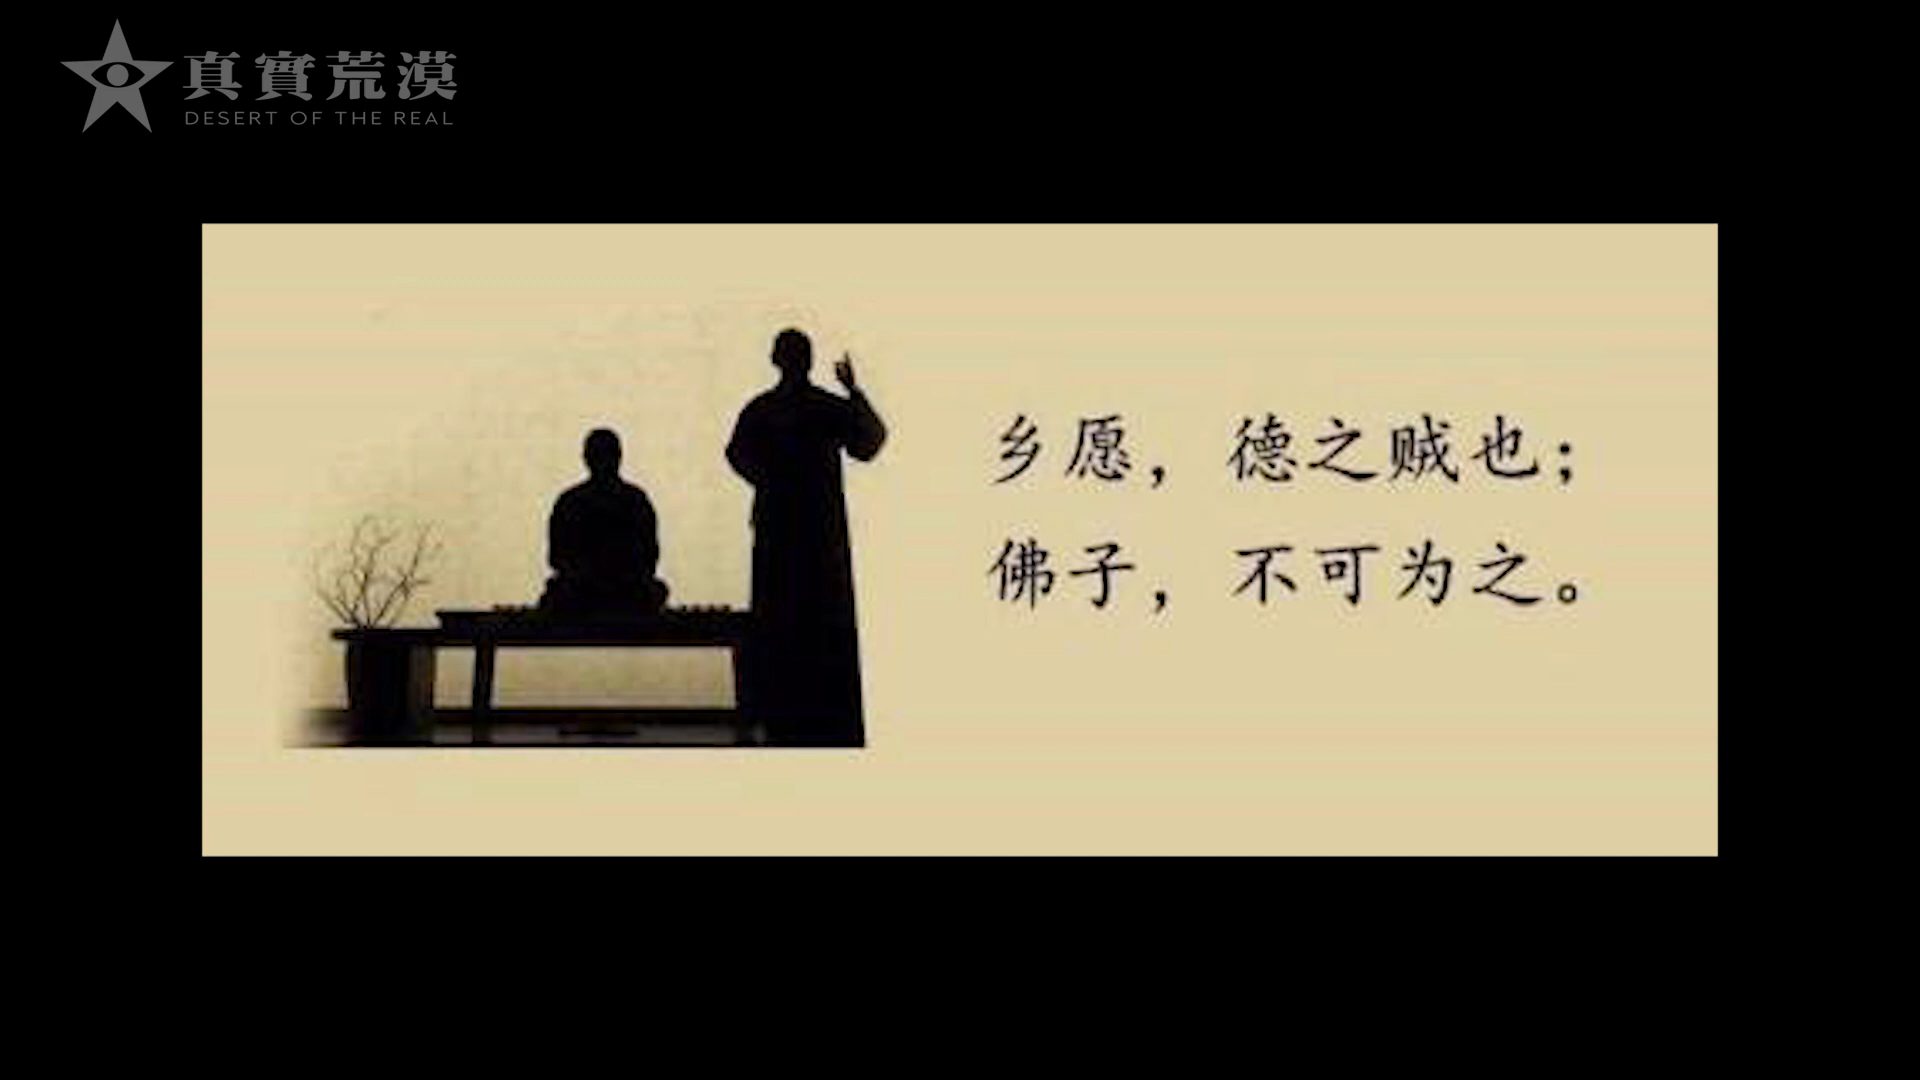 真實荒漠
DESERT OF THE REAL
乡愿，德之贼也；
佛子，不可为之。